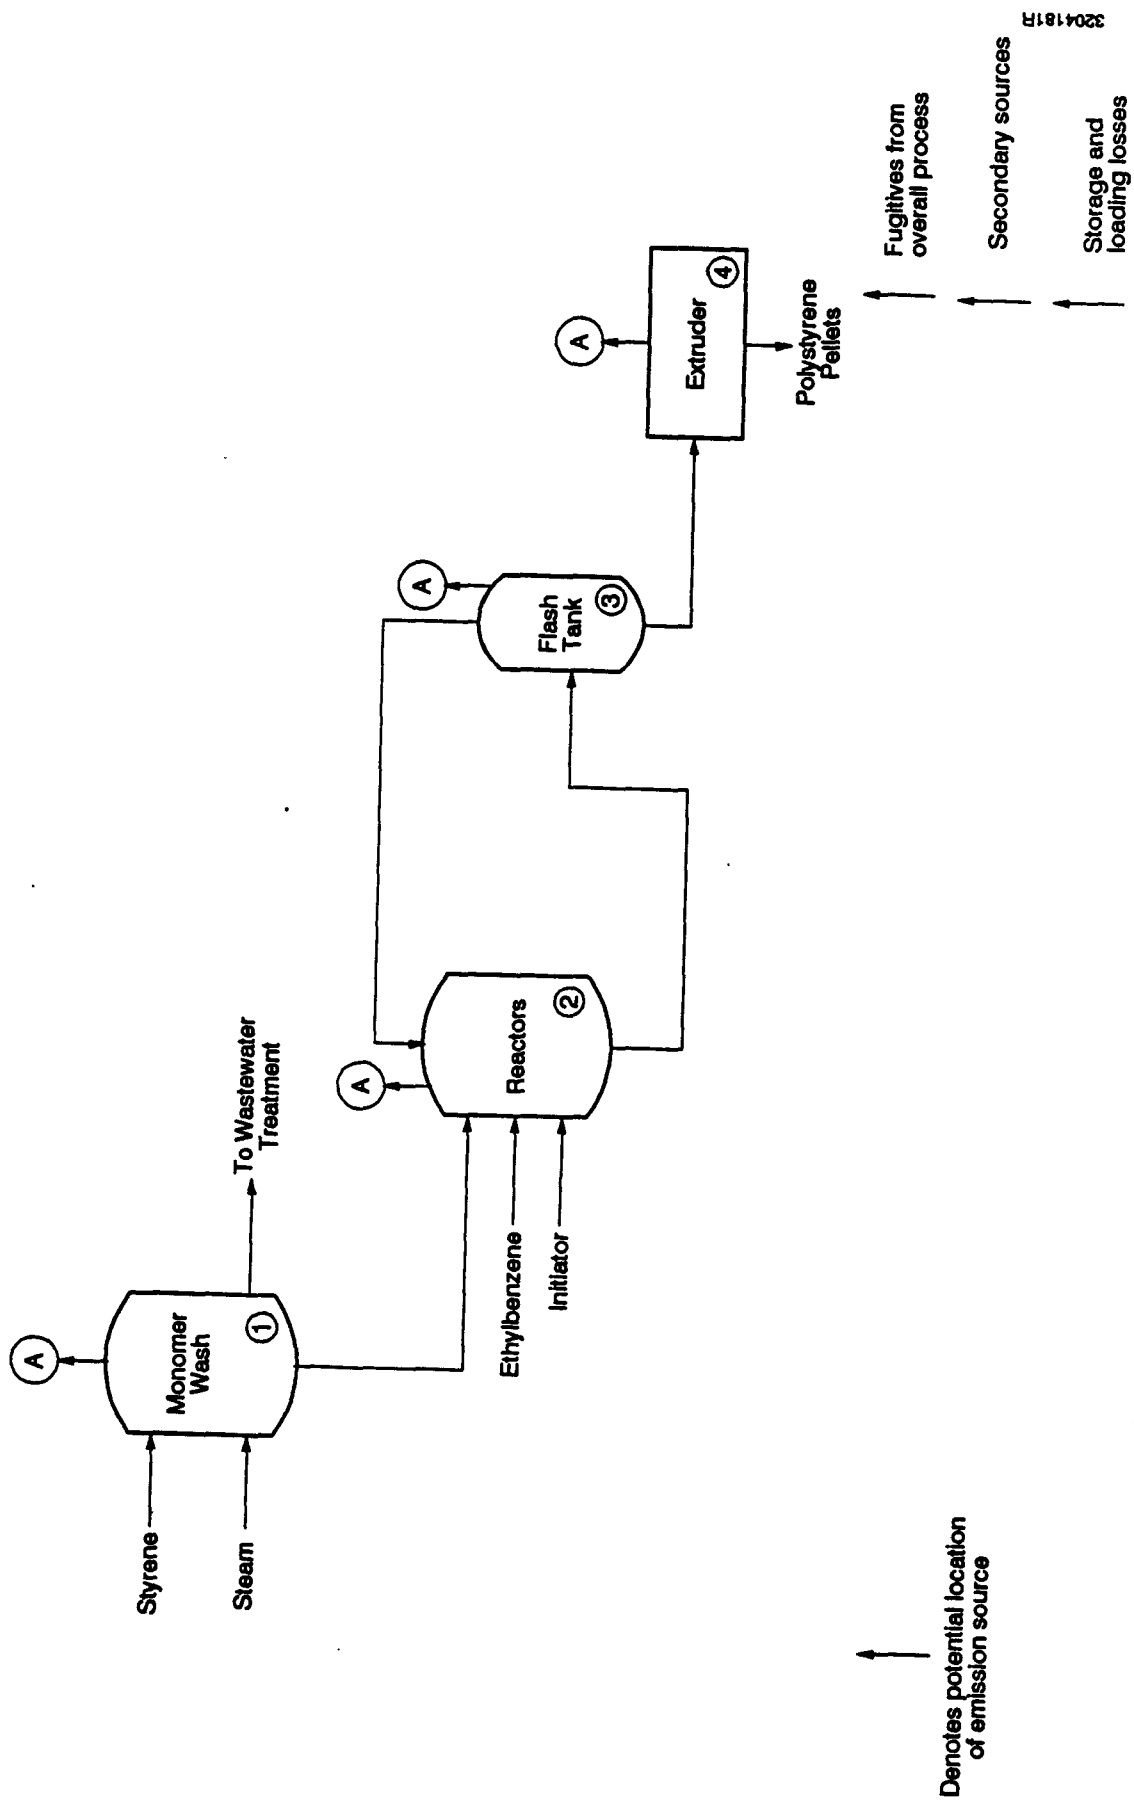 A
Styrene
Steam
Monomer
Wash
1
To Wastewater
Treatment
A
Ethylbenzene
Initiator
Reactors
2
A
Flash
Tank
3
A
Extruder
4
Polystyrene
Pellets
Fugitives from
overall process
Secondary sources
Storage and
loading losses
Denotes potential location
of emission source
3204181R